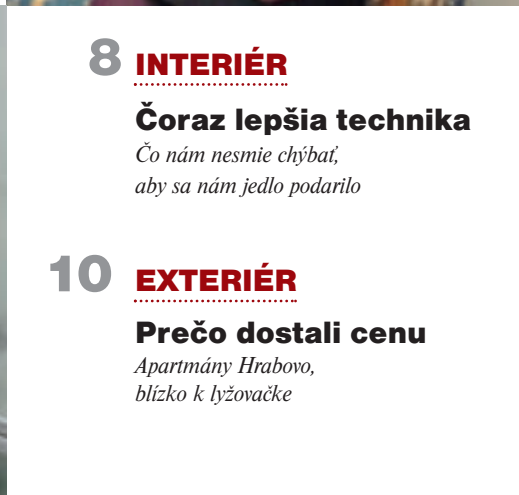 8 INTERIÉR
Čoraz lepšia technika
Čo nám nesmie chýbať,
aby sa nám jedlo podarilo
10 EXTERIÉR
Prečo dostali cenu
Apartmány Hrabovo,
blízko k lyžovačke